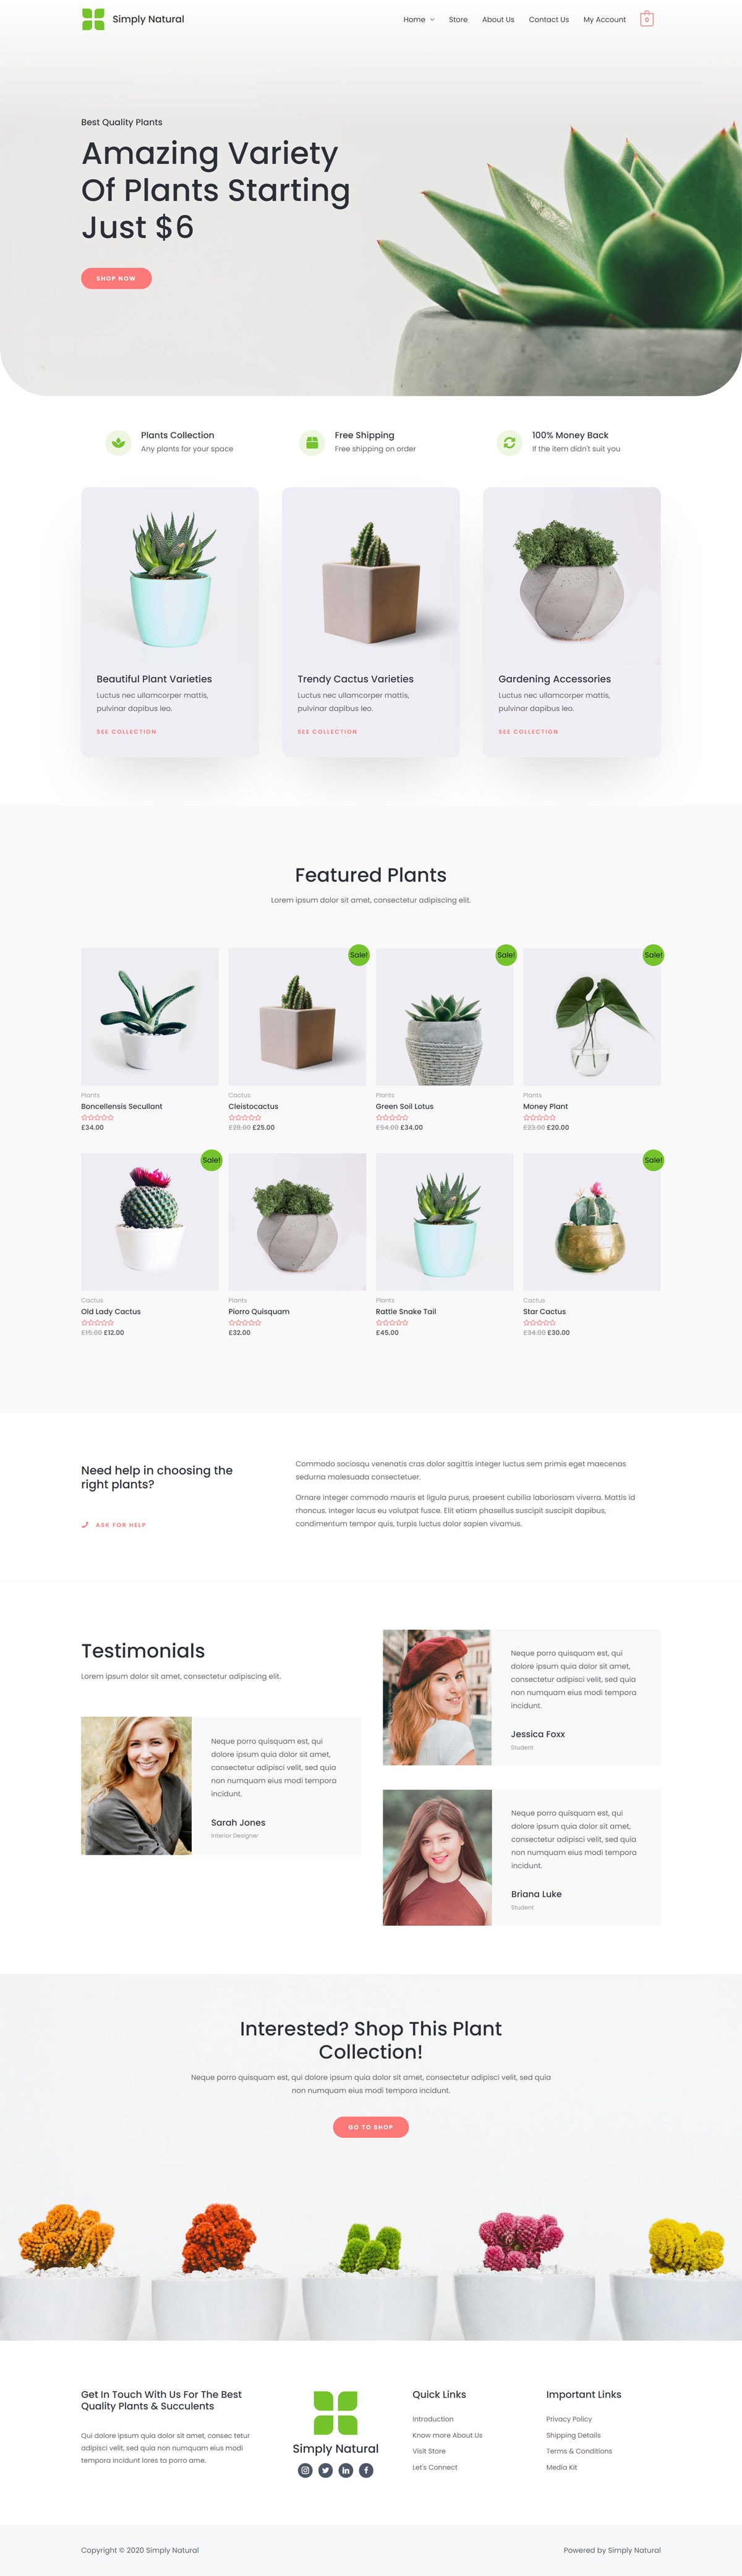 Simply Natural
Home
Store
About Us
Contact Us
My Account
0
Best Quality Plants
Amazing Variety
Of Plants Starting
Just $6
SHOP NOW
Plants Collection
Any plants for your space
Free Shipping
Free shipping on order
100% Money Back
If the item didn't suit you
Beautiful Plant Varieties
Luctus nec ullamcorper mattis,
pulvinar dapibus leo.
SEE COLLECTION
Trendy Cactus Varieties
Luctus nec ullamcorper mattis,
pulvinar dapibus leo.
SEE COLLECTION
Gardening Accessories
Luctus nec ullamcorper mattis,
pulvinar dapibus leo.
SEE COLLECTION
Featured Plants
Lorem ipsum dolor sit amet, consectetur adipiscing elit.
Plants
Boncellensis Secullant
£34.00
Sale!
Cactus
Cleistocactus
£28.00 £25.00
Sale!
Plants
Green Soil Lotus
£54.00 £34.00
Sale!
Plants
Money Plant
£23.00 £20.00
Sale!
Cactus
Old Lady Cactus
£15.00 £12.00
Plants
Piorro Quisquam
£32.00
Plants
Rattle Snake Tail
£45.00
Sale!
Cactus
Star Cactus
£34.00 £30.00
Need help in choosing the
right plants?
ASK FOR HELP
Commodo sociosqu venenatis cras dolor sagittis integer luctus sem primis eget maecenas
sedurna malesuada consectetuer.
Ornare integer commodo mauris et ligula purus, praesent cubilia laboriosam viverra. Mattis id
rhoncus. Integer lacus eu volutpat fusce. Elit etiam phasellus suscipit suscipit dapibus,
condimentum tempor quis, turpis luctus dolor sapien vivamus.
Testimonials
Lorem ipsum dolor sit amet, consectetur adipiscing elit.
Neque porro quisquam est, qui
dolore ipsum quia dolor sit amet,
consectetur adipisci velit, sed quia
non numquam eius modi tempora
incidunt.
Sarah Jones
Interior Designer
Neque porro quisquam est, qui
dolore ipsum quia dolor sit amet,
consectetur adipisci velit, sed quia
non numquam eius modi tempora
incidunt.
Jessica Foxx
Student
Neque porro quisquam est, qui
dolore ipsum quia dolor sit amet,
consectetur adipisci velit, sed quia
non numquam eius modi tempora
incidunt.
Briana Luke
Student
Interested? Shop This Plant
Collection!
Neque porro quisquam est, qui dolore ipsum quia dolor sit amet, consectetur adipisci velit, sed quia
non numquam eius modi tempora incidunt.
GO TO SHOP
Get In Touch With Us For The Best
Quality Plants & Succulents
Qui dolore ipsum quia dolor sit amet, consec tetur
adipisci velit, sed quia non numquam eius modi
tempora incidunt lores ta porro ame.
Simply Natural
Quick Links
Introduction
Know more About Us
Visit Store
Let's Connect
Important Links
Privacy Policy
Shipping Details
Terms & Conditions
Media Kit
Copyright © 2020 Simply Natural
Powered by Simply Natural